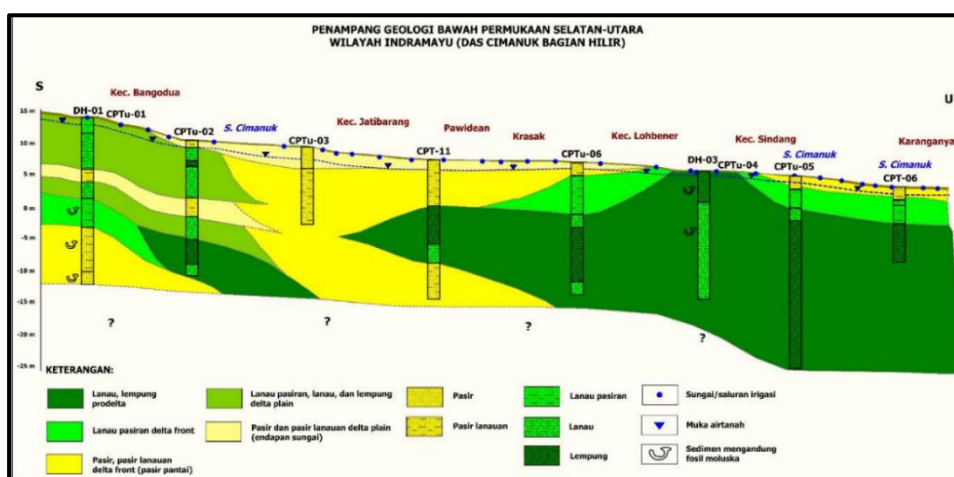 PENAMPANG GEOLOGI BAWAH PERMUKAAN SELATAN-UTARA
WILAYAH INDRAMAYU (DAS CIMANUK BAGIAN HILIR)
S
U
Kec. Bangodua
Kec. Jatibarang
Pawidean
Krasak
Kec. Lohbener
Kec. Sindang
Karanganya
DH-01
CPTu-01
CPTu-02
S. Cimanuk
CPTu-03
CPT-11
CPTu-06
DH-03
CPTu-04
S. Cimanuk
CPTu-05
S. Cimanuk
CPT-06
15 m
10 m
5 m
0 m
-5 m
-10 m
-15 m
-20 m
-25 m
?
?
?
?
KETERANGAN:
Lanau, lempung
prodelta
Lanau pasiran delta front
Pasir, pasir lanauan
delta front (pasir pantai)
Lanau pasiran, lanau, dan lempung
delta plain
Pasir dan pasir lanauan delta plain
(endapan sungai)
Pasir
Pasir lanauan
Lanau pasiran
Lanau
Lempung
Sungai/saluran irigasi
Muka airtanah
Sedimen mengandung
fosil moluska